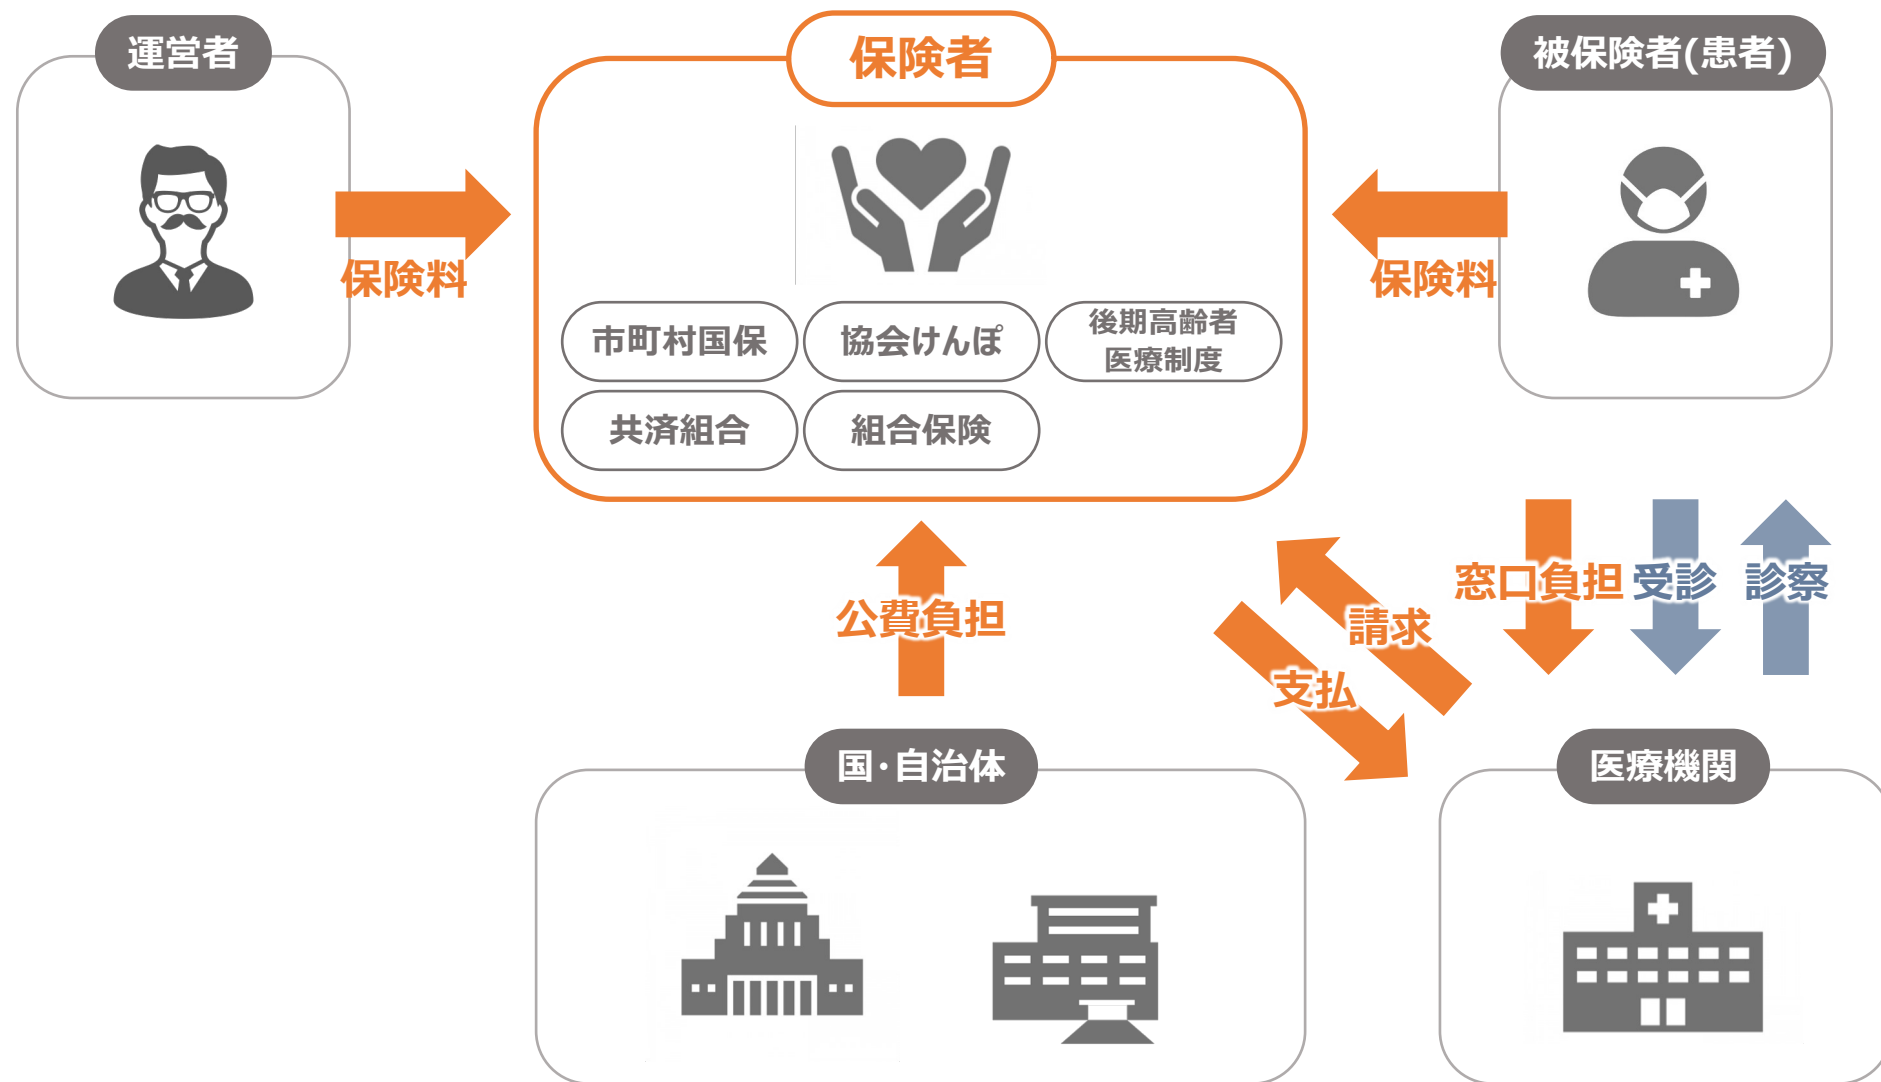 運営者
保険者
被保険者(患者)
保険料
保険料
市町村国保
協会けんぽ
後期高齢者
医療制度
共済組合
組合保険
公費負担
請求
支払
窓口負担
受診
診察
国・自治体
医療機関